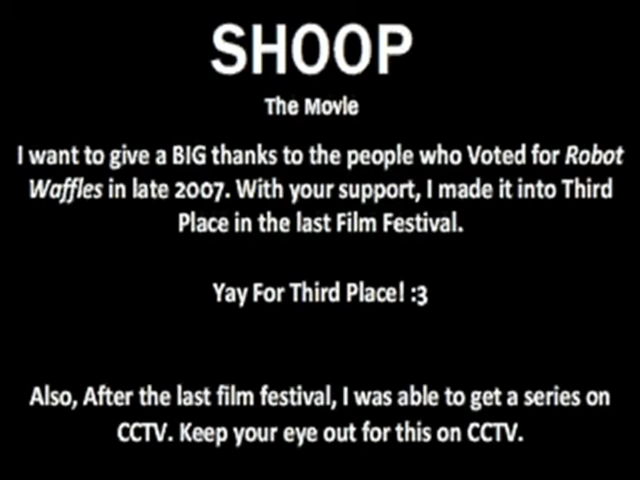 SHOOP
The Movie
I want to give a BIG thanks to the people who Voted for Robot
Waffles in late 2007. With your support, I made it into Third
Place in the last Film Festival.
Yay For Third Place! :3
Also, After the last film festival, I was able to get a series on
CCTV. Keep your eye out for this on CCTV.